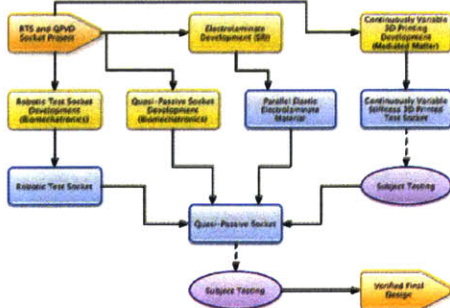 RTS and QPVD
Socket Project
Electrolaminate
Development (SRI)
Continuously Variable
3D Printing
Development
(Mediated Matter)
Robotic Test Socket
Development
(Biomechatronics)
Quasi-Passive Socket
Development
(Biomechatronics)
Parallel Elastic
Electrolaminate
Material
Continuously Variable
Stiffness 3D Printed
Test Socket
Robotic Test Socket
Subject Testing
Quasi-Passive Socket
Subject Testing
Verified Final
Design